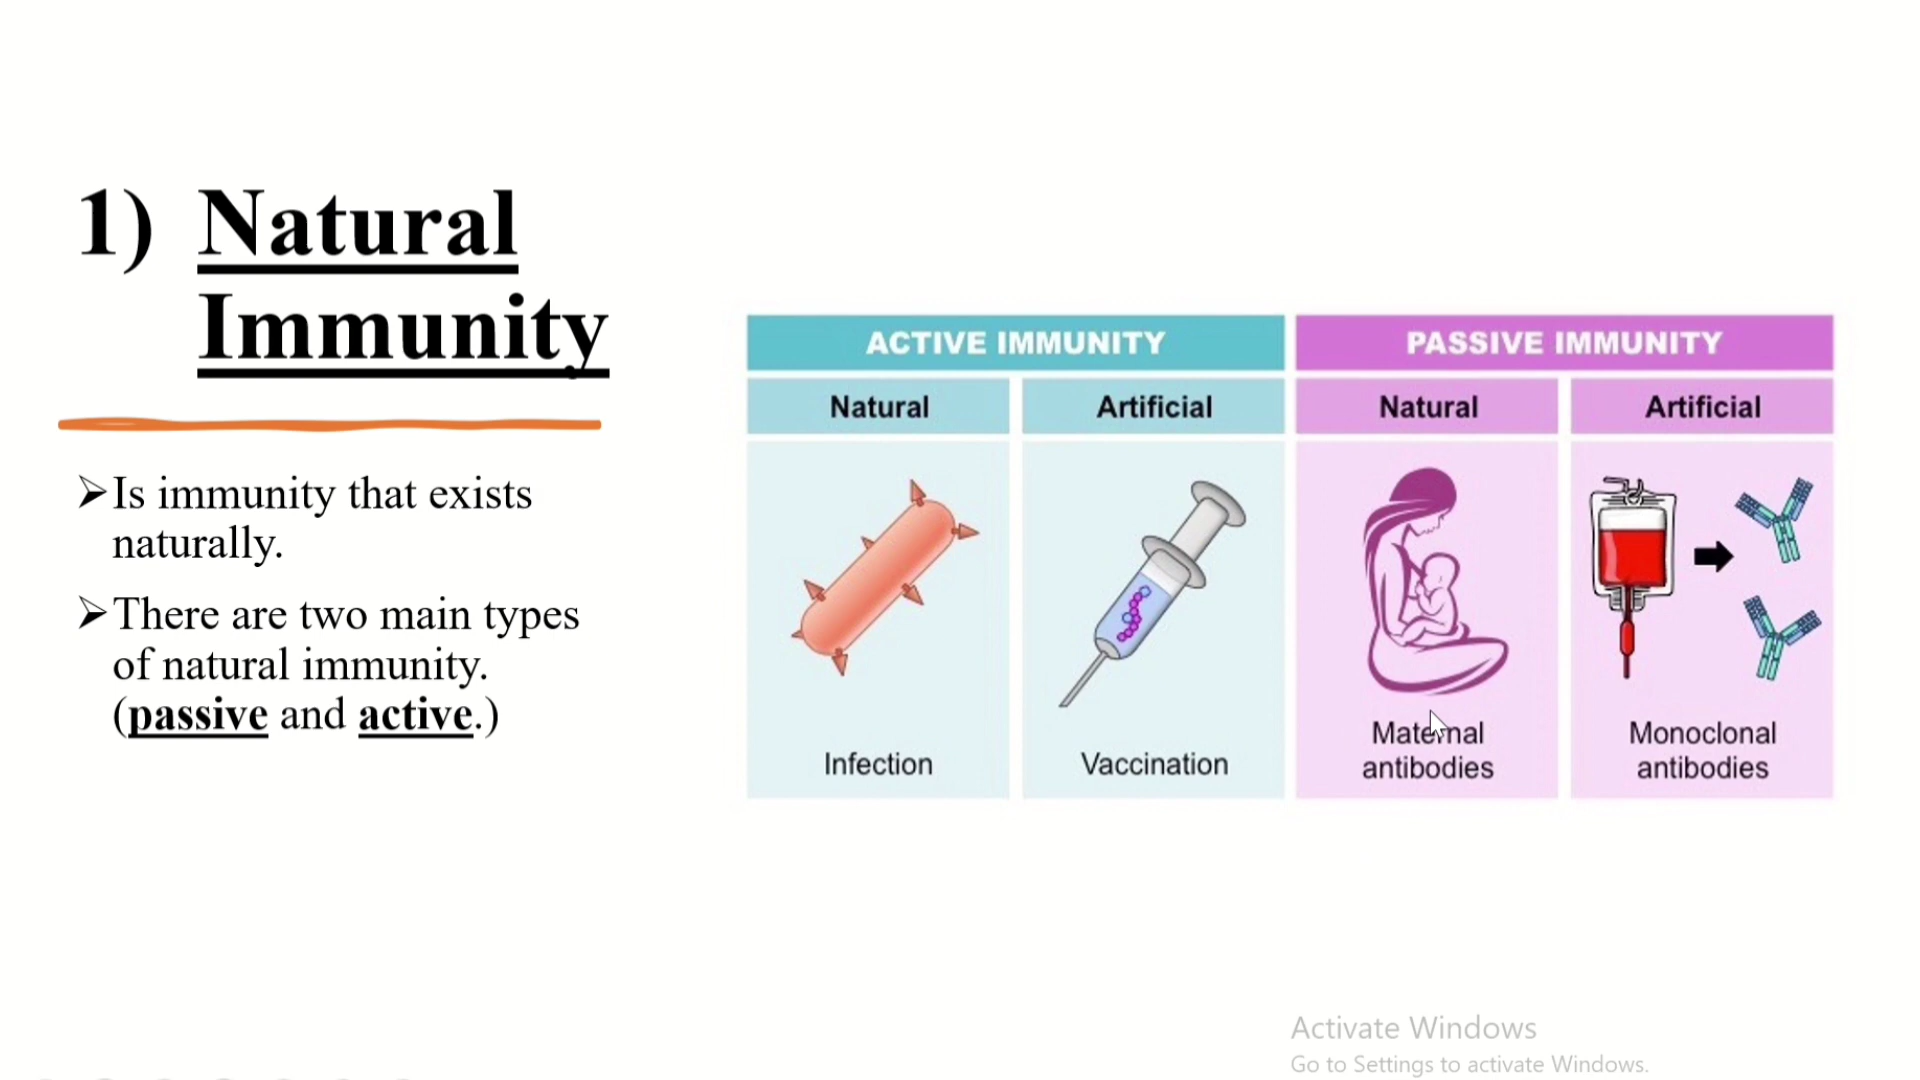 1) Natural
Immunity
➢Is immunity that exists
naturally.
➢There are two main types
of natural immunity.
(passive and active.)
ACTIVE IMMUNITY
PASSIVE IMMUNITY
Natural
Artificial
Natural
Artificial
Infection
Vaccination
Maternal
antibodies
Monoclonal
antibodies
Activate Windows
Go to Settings to activate Windows.